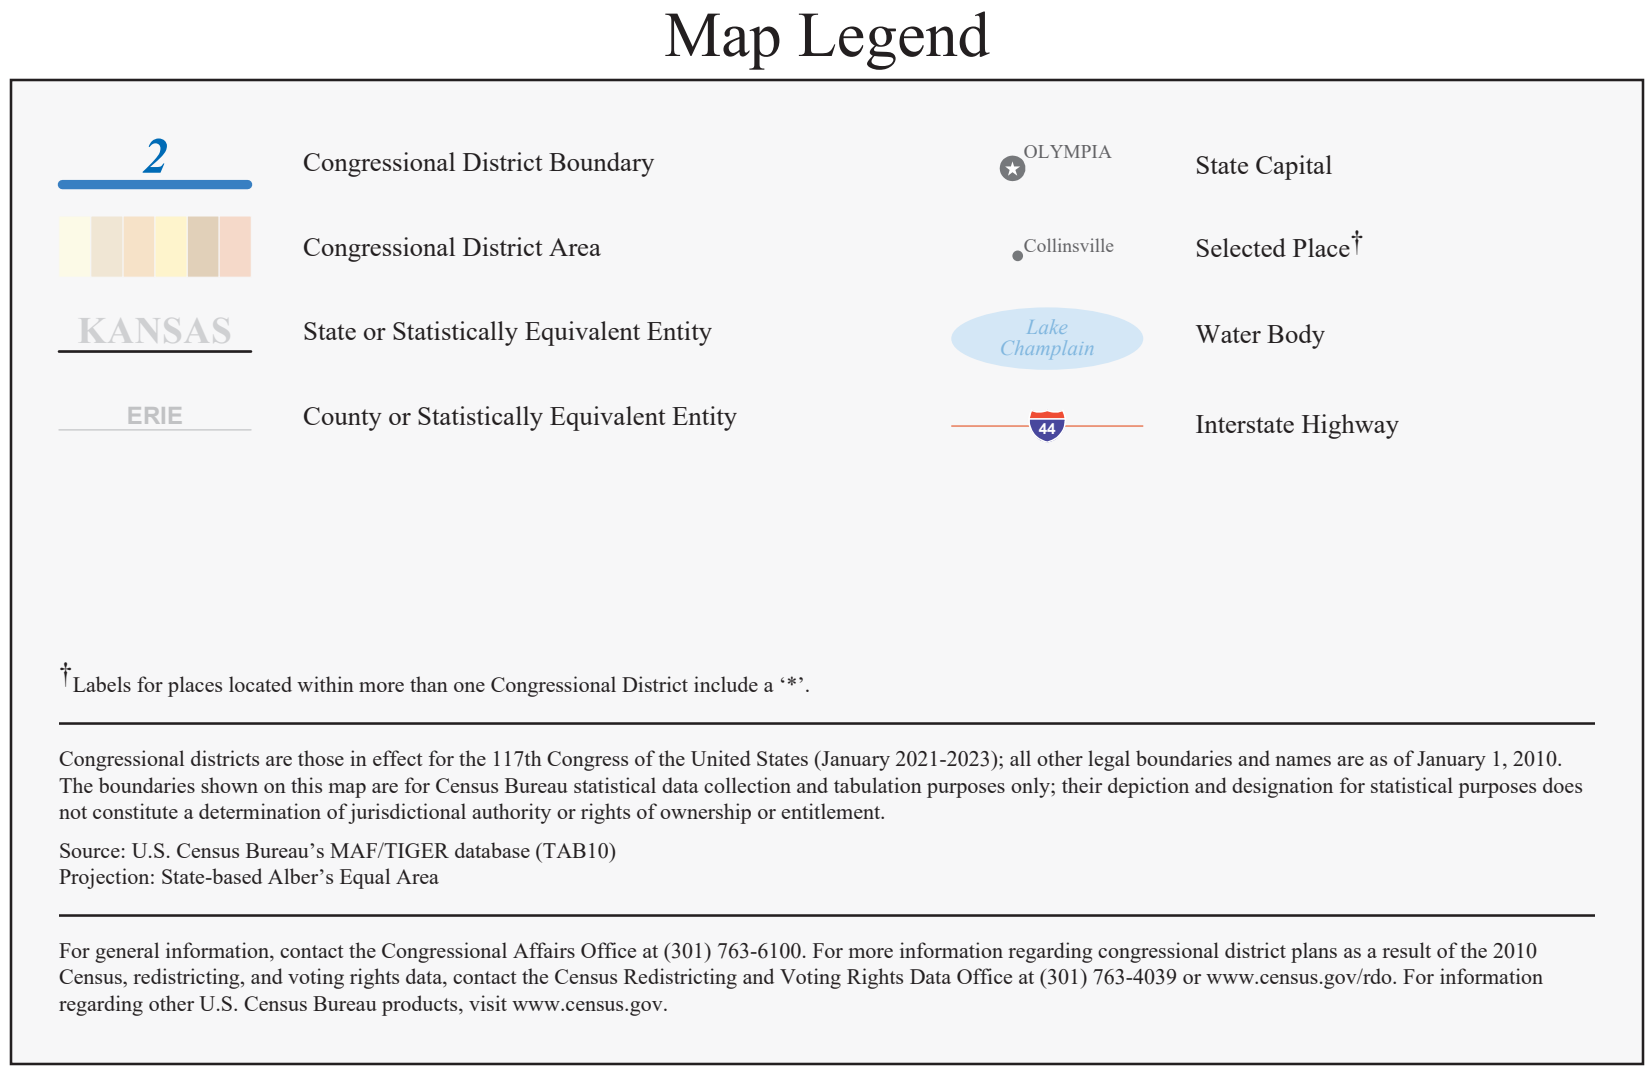 Map Legend
2
Congressional District Boundary
Congressional District Area
KANSAS
State or Statistically Equivalent Entity
ERIE
County or Statistically Equivalent Entity
OLYMPIA
State Capital
Collinsville
Selected Place†
Lake
Champlain
Water Body
44
Interstate Highway
†Labels for places located within more than one Congressional District include a ‘*’.
Congressional districts are those in effect for the 117th Congress of the United States (January 2021-2023); all other legal boundaries and names are as of January 1, 2010.
The boundaries shown on this map are for Census Bureau statistical data collection and tabulation purposes only; their depiction and designation for statistical purposes does
not constitute a determination of jurisdictional authority or rights of ownership or entitlement.
Source: U.S. Census Bureau’s MAF/TIGER database (TAB10)
Projection: State-based Alber’s Equal Area
For general information, contact the Congressional Affairs Office at (301) 763-6100. For more information regarding congressional district plans as a result of the 2010
Census, redistricting, and voting rights data, contact the Census Redistricting and Voting Rights Data Office at (301) 763-4039 or www.census.gov/rdo. For information
regarding other U.S. Census Bureau products, visit www.census.gov.